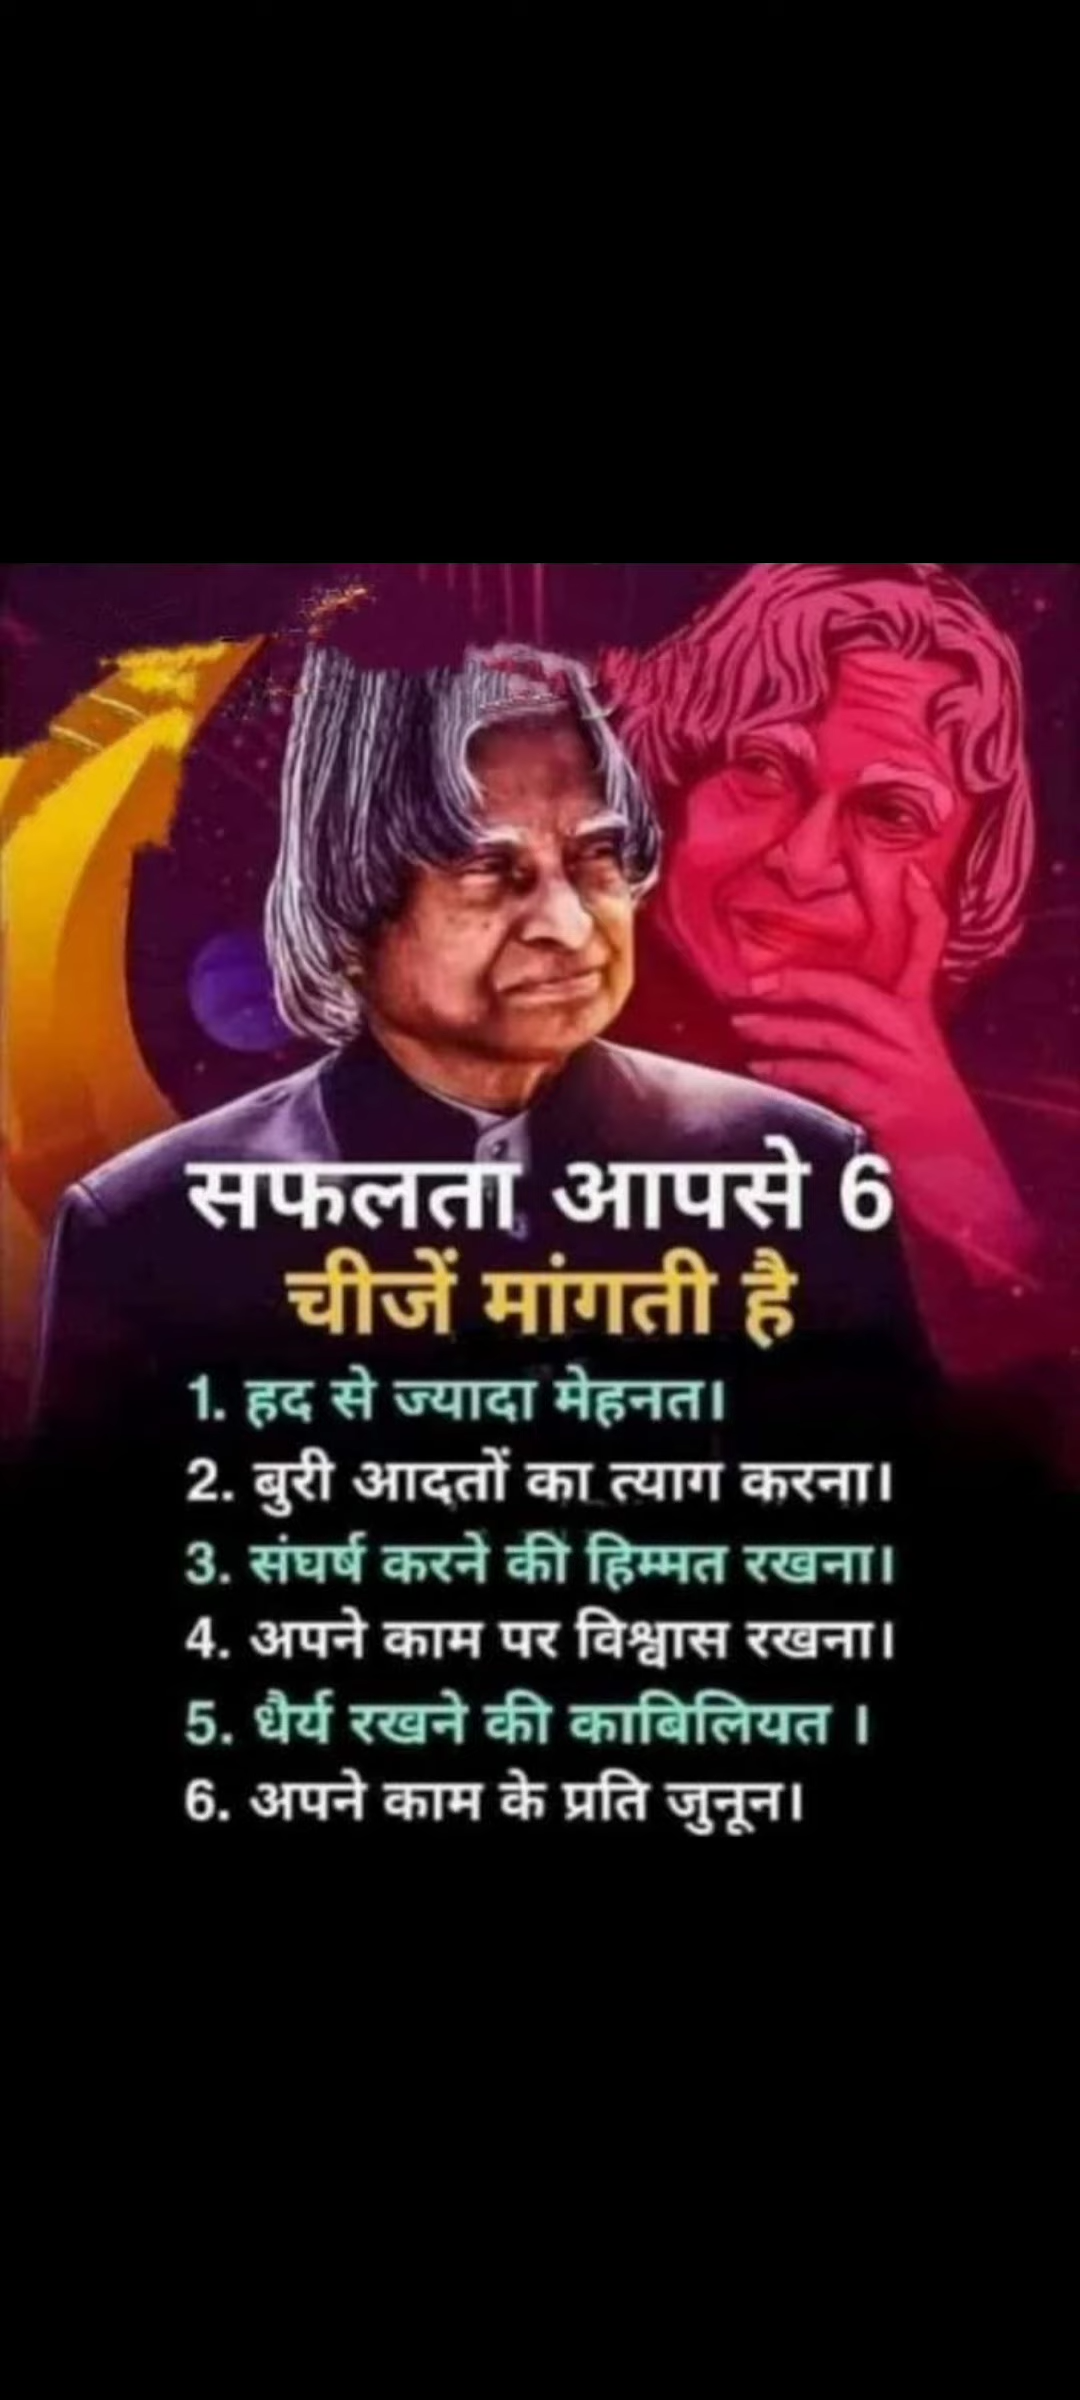 सफलता आपसे 6
चीजें मांगती है
1. हद से ज्यादा मेहनत।
2. बुरी आदतों का त्याग करना।
3. संघर्ष करने की हिम्मत रखना।
4. अपने काम पर विश्वास रखना।
5. धैर्य रखने की काबिलियत ।
6. अपने काम के प्रति जुनून।